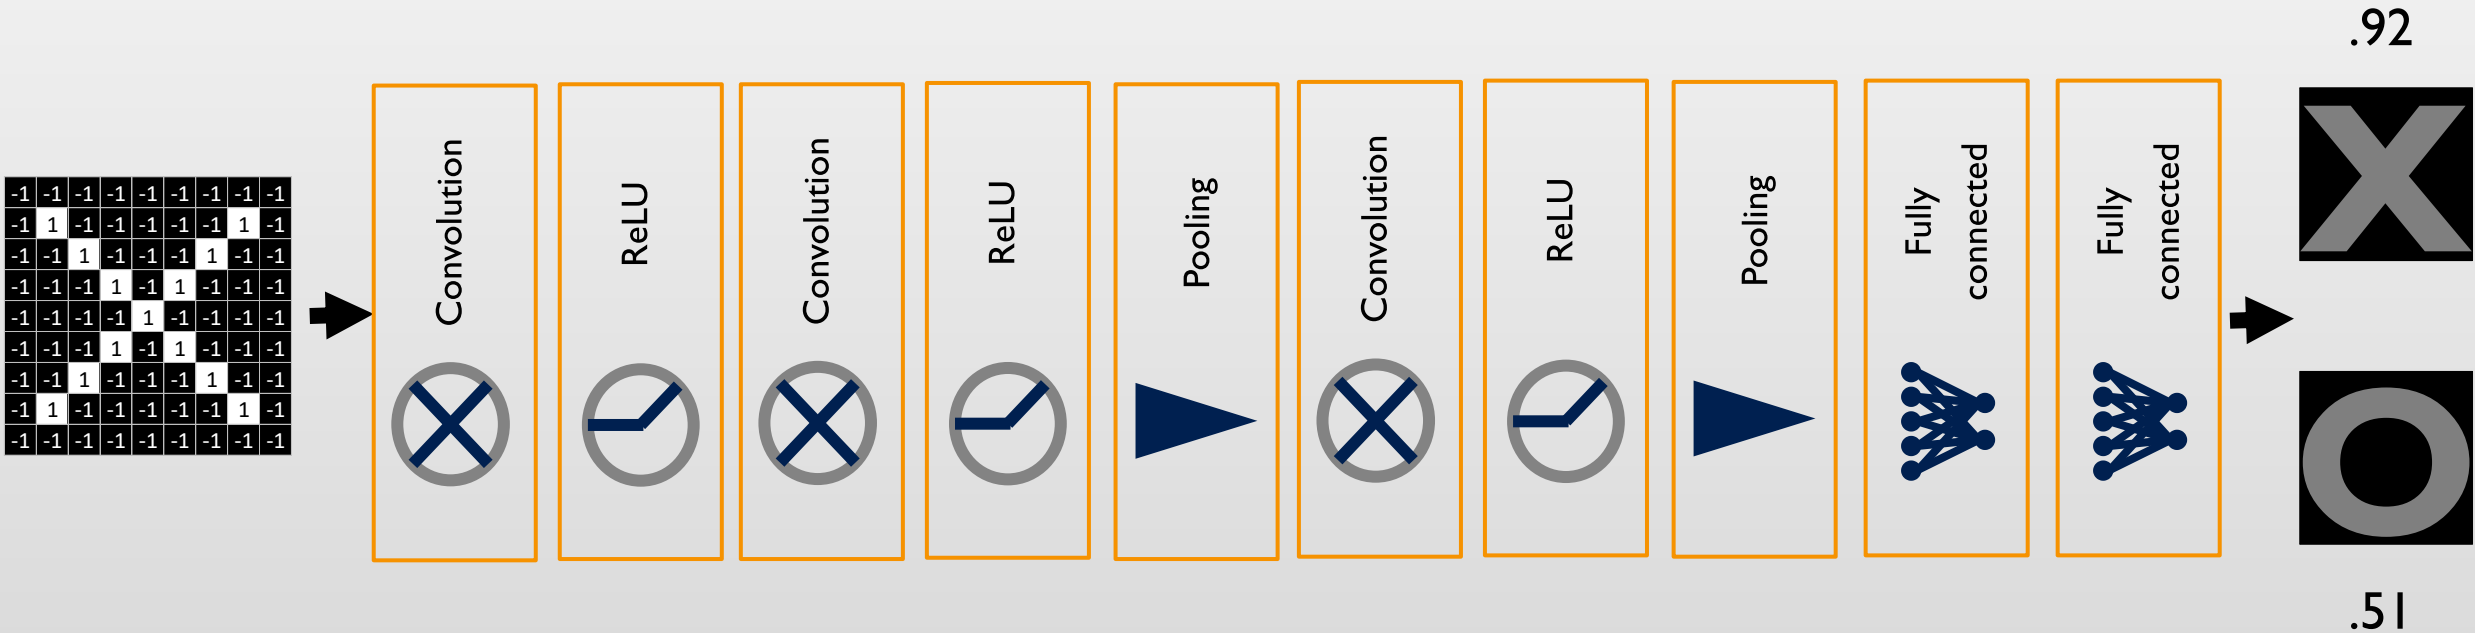 -1 -1 -1 -1 -1 -1 -1 -1 -1
-1 1 -1 -1 -1 -1 -1 1 -1
-1 -1 1 -1 -1 -1 1 -1 -1
-1 -1 -1 1 -1 1 -1 -1 -1
-1 -1 -1 -1 1 -1 -1 -1 -1
-1 -1 -1 1 -1 1 -1 -1 -1
-1 -1 1 -1 -1 -1 1 -1 -1
-1 1 -1 -1 -1 -1 -1 1 -1
-1 -1 -1 -1 -1 -1 -1 -1 -1
Convolution
ReLU
Convolution
ReLU
Pooling
Convolution
ReLU
Pooling
Fully
connected
Fully
connected
.92
X
O
.51